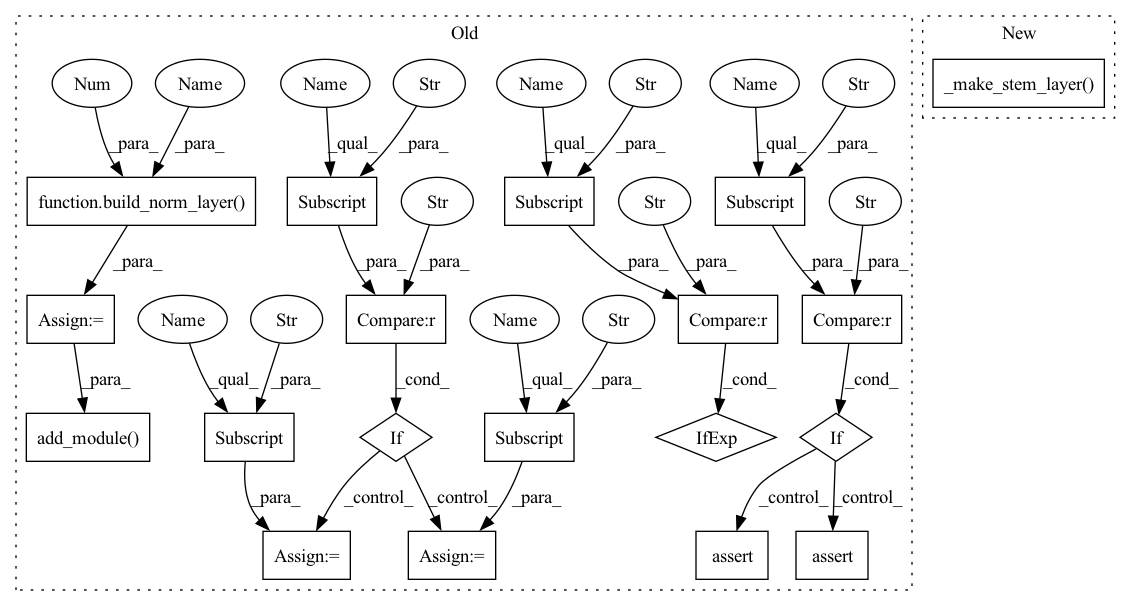 Old
New
Num
Name
Name
Str
Name
Str
Name
Str
_make_stem_layer()
_para_
_para_
_qual_
_para_
_qual_
_para_
_qual_
_para_
function.build_norm_layer()
Subscript
Str
Subscript
Str
Subscript
Str
_para_
_para_
_para_
_para_
_para_
_para_
_para_
Assign:=
Name
Str
Compare:r
Name
Str
Compare:r
Compare:r
_para_
_qual_
_para_
_cond_
_qual_
_para_
_cond_
_cond_
add_module()
Subscript
If
Subscript
IfExp
If
_para_
_control_
_control_
_para_
_control_
_control_
Assign:=
Assign:=
assert
assert